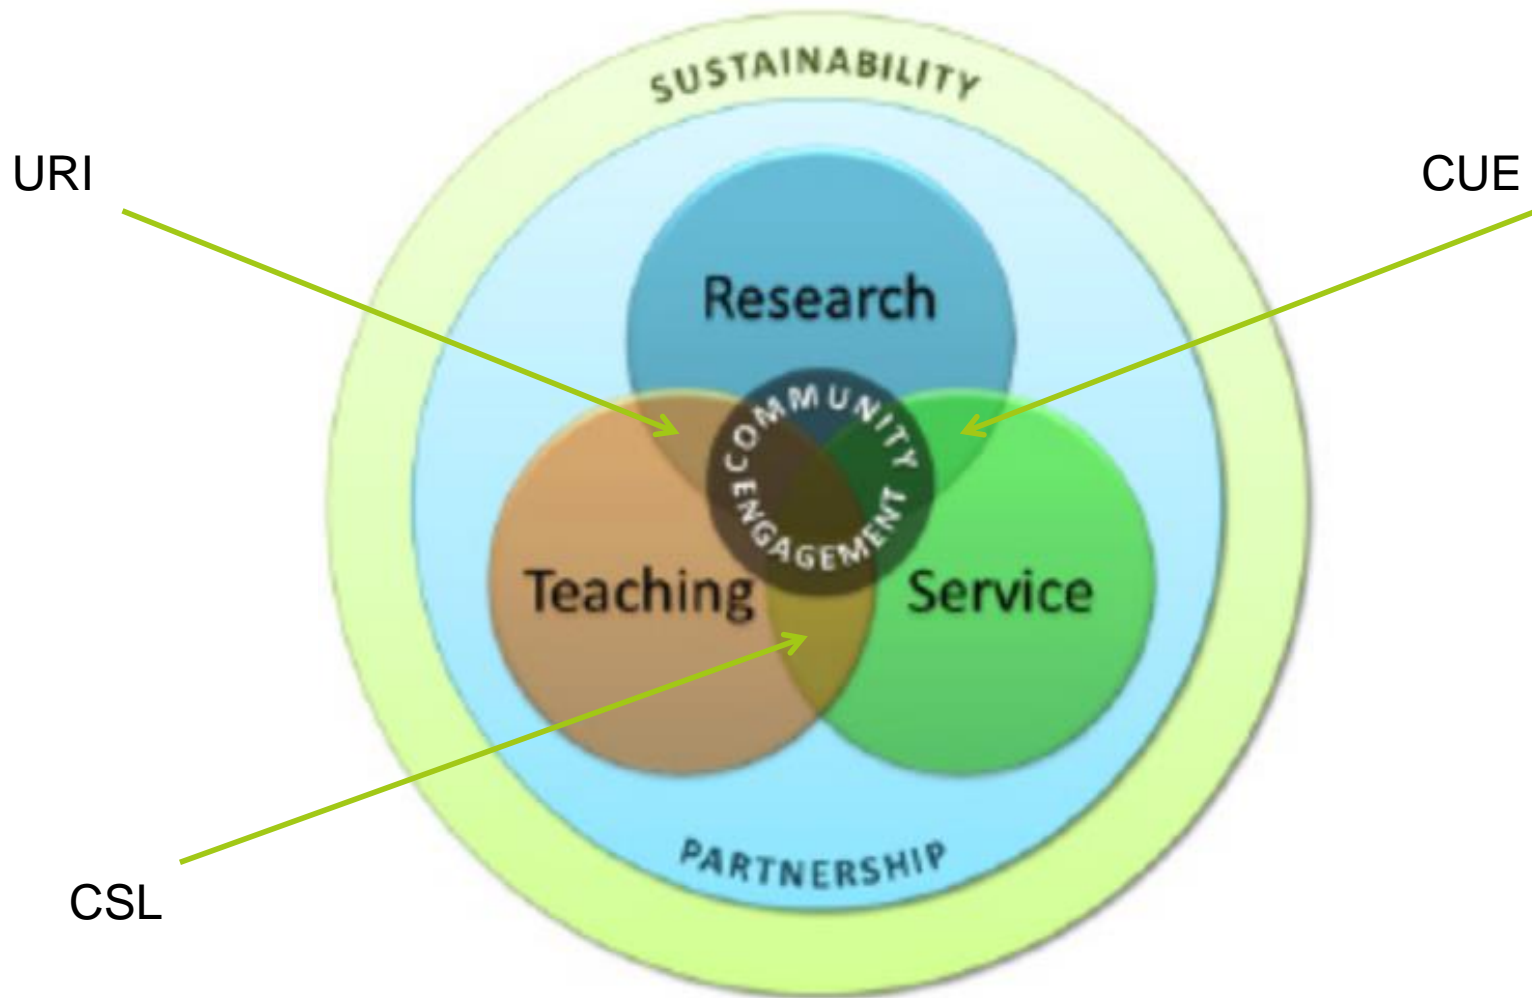 SUSTAINABILITY
URI
CUE
Research
COMMUNITY
ENGAGEMENT
Teaching
Service
PARTNERSHIP
CSL